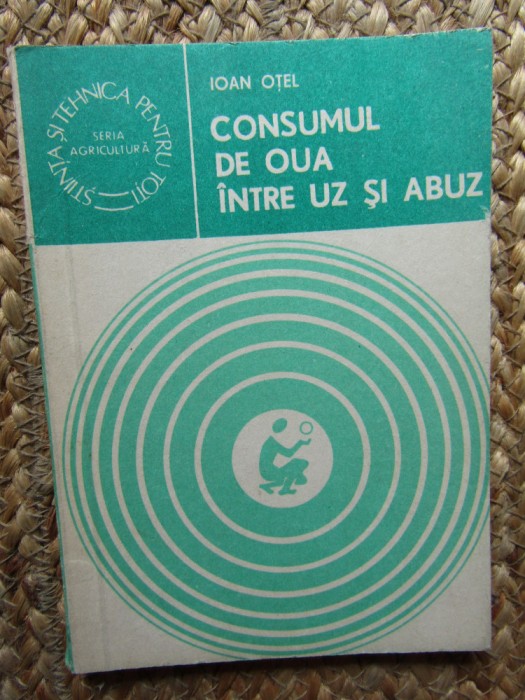 ȘTIINȚA ȘI TEHNICA PENTRU TOȚI
SERIA
AGRICULTURĂ
IOAN OȚEL
CONSUMUL
DE OUA
ÎNTRE UZ ȘI ABUZ